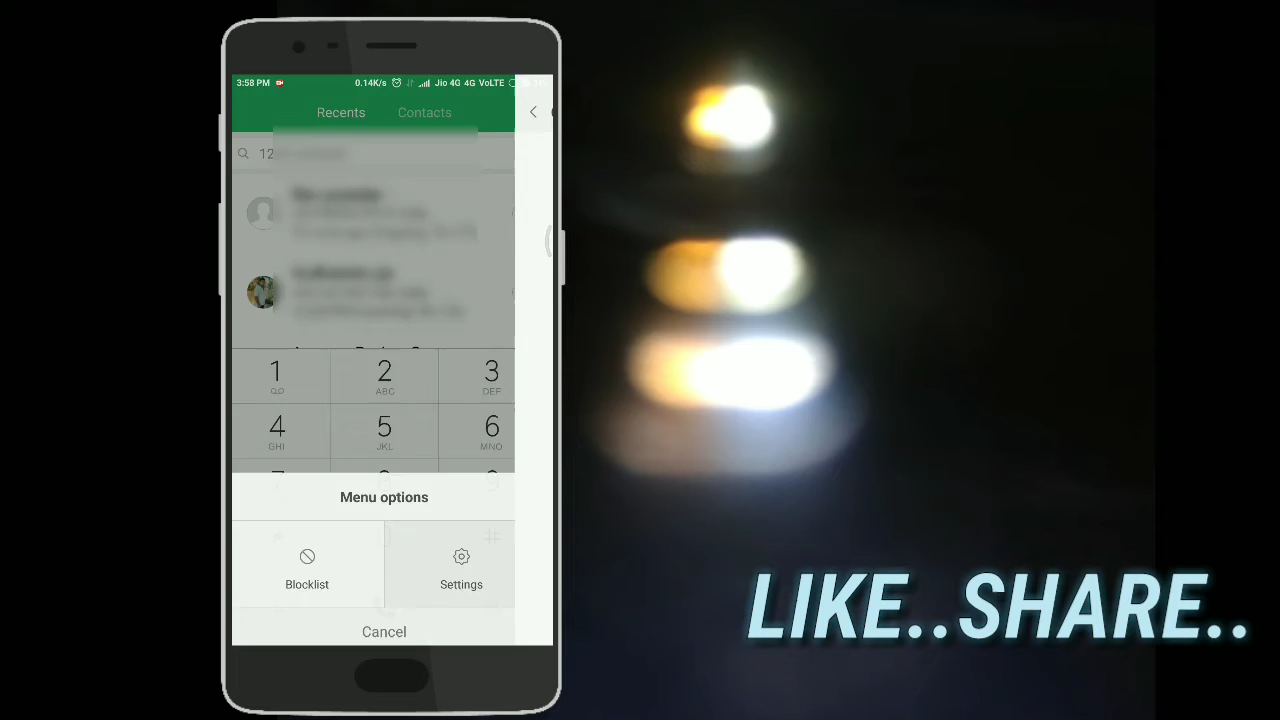 3:58 PM 0.14K/s Jio 4G 4G VoLTE
Recents Contacts
12
1 2 3
ABC DEF
4 5 6
GHI JKL MNO
Menu options
#
Blocklist Settings
Cancel
LIKE..SHARE..